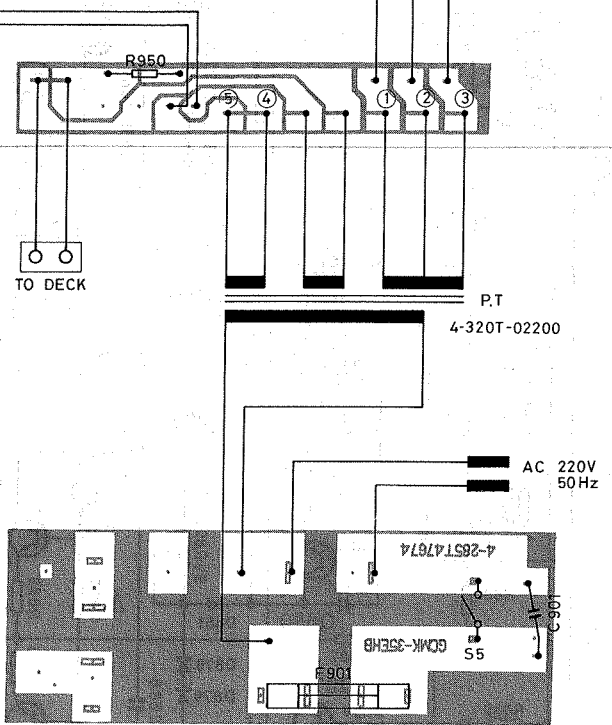 R950
⑤ ④ ① ② ③
TO DECK
P.T
4-320T-02200
AC 220V
50Hz
4-285T47674
C901
GCMK-35EHB
S5
F901